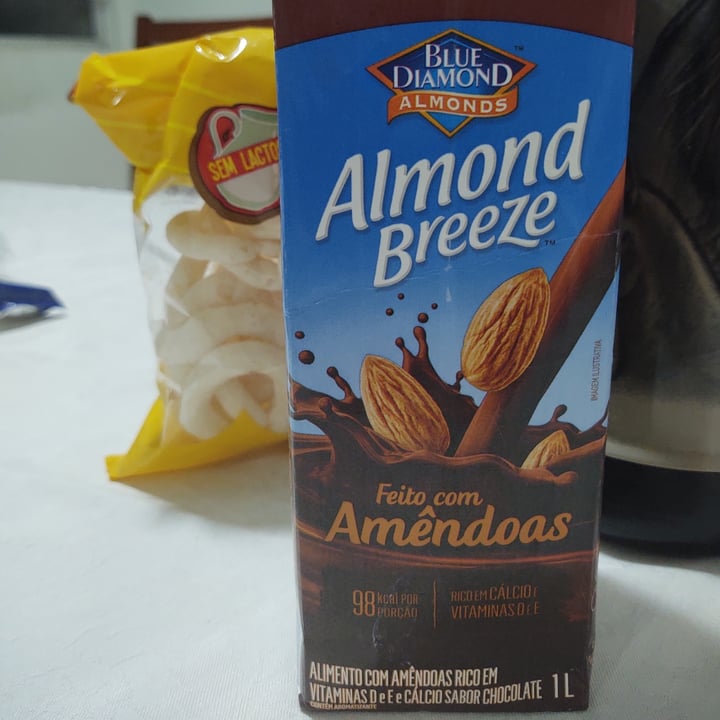 BLUE
DIAMOND
ALMONDS
Almond
Breeze™
SEM LACTO
IMAGEM ILUSTRATIVA
Feito com
Amêndoas
98 kcal POR
PORÇÃO
RICO EM CÁLCIO E
VITAMINAS D E E
ALIMENTO COM AMÊNDOAS RICO EM
VITAMINAS D e E e CÁLCIO SABOR CHOCOLATE 1L
CONTÉM AROMATIZANTE